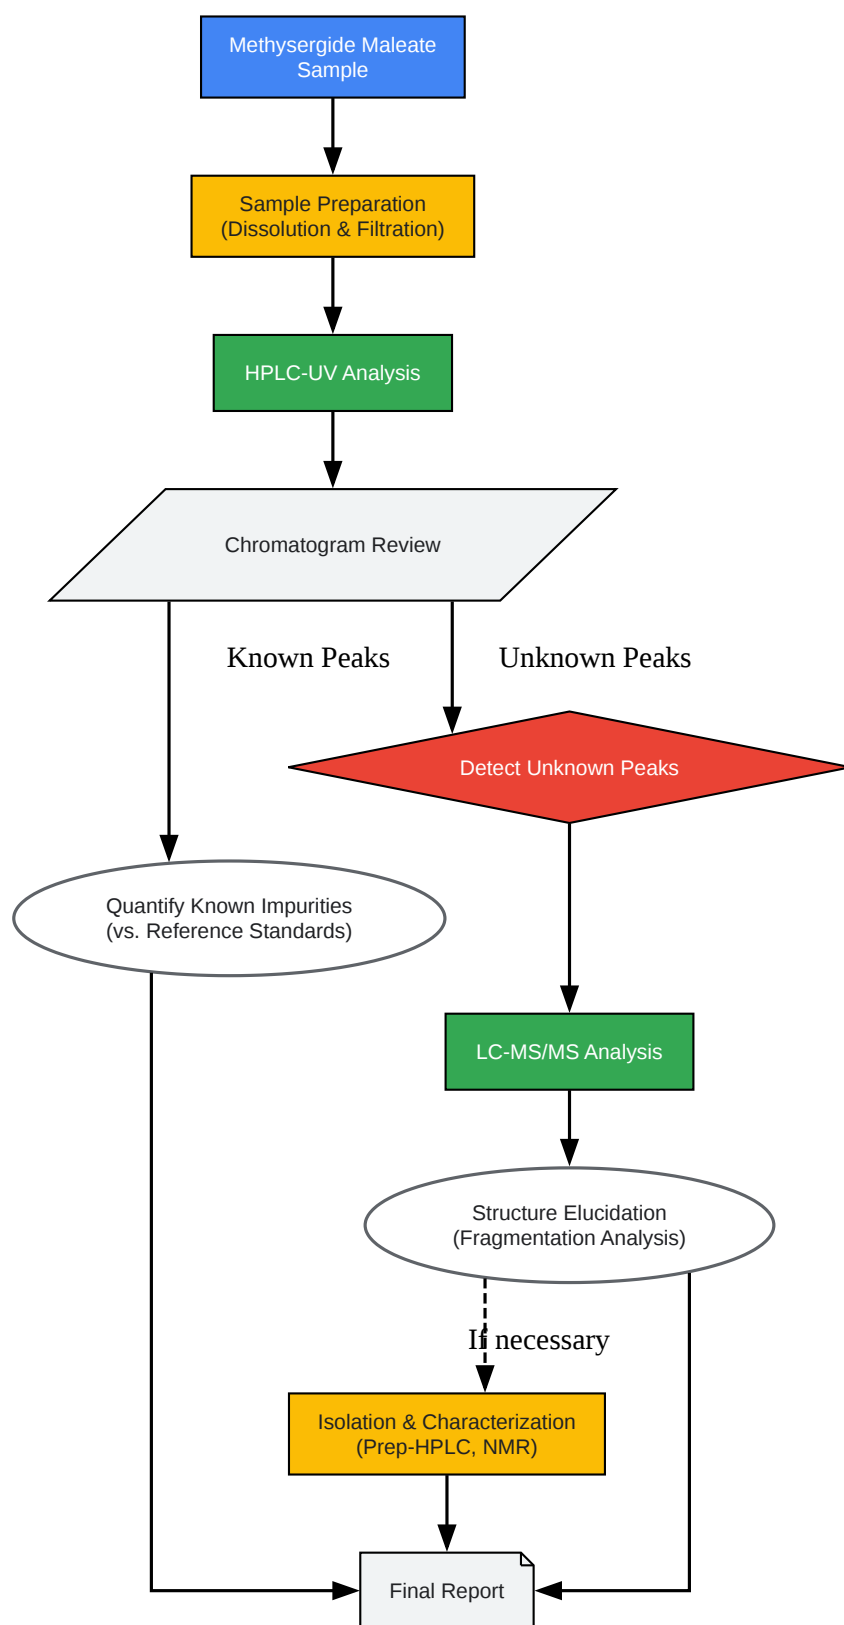 Methysergide Maleate
Sample
Sample Preparation
(Dissolution & Filtration)
HPLC-UV Analysis
Chromatogram Review
Known Peaks
Unknown Peaks
Detect Unknown Peaks
Quantify Known Impurities
(vs. Reference Standards)
LC-MS/MS Analysis
Structure Elucidation
(Fragmentation Analysis)
If necessary
Isolation & Characterization
(Prep-HPLC, NMR)
Final Report